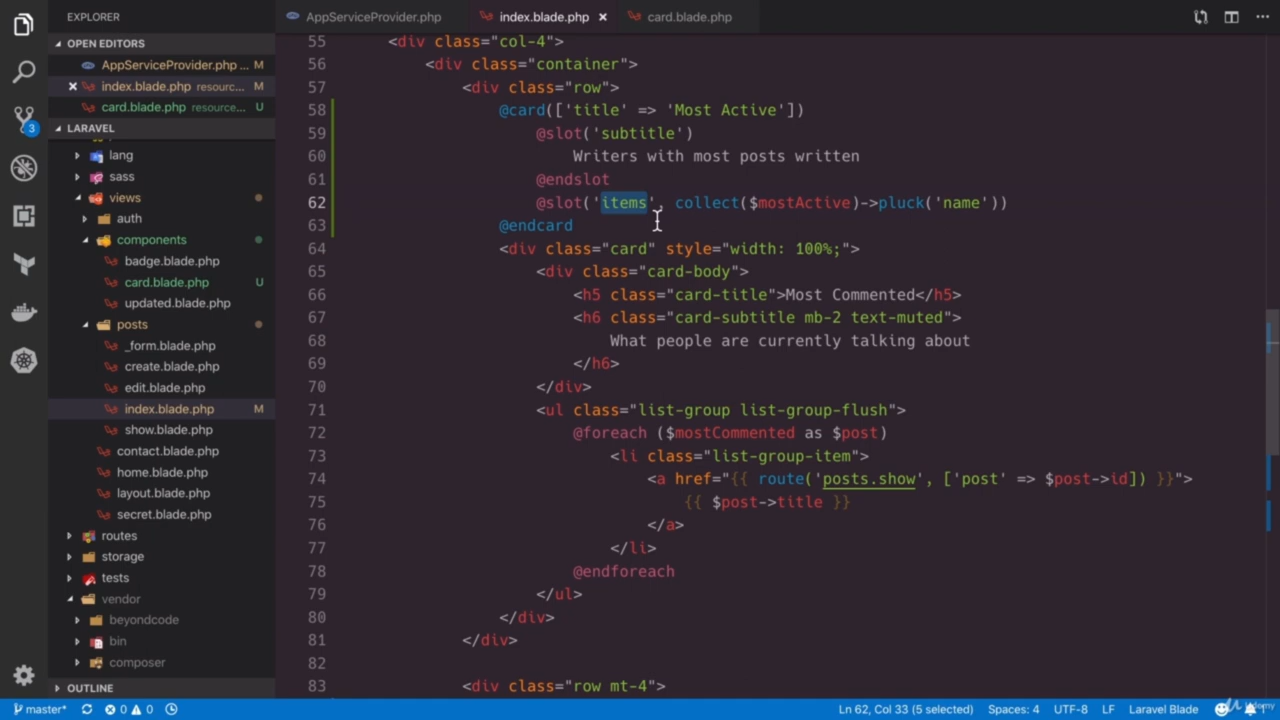 EXPLORER
AppServiceProvider.php
index.blade.php ×
card.blade.php
OPEN EDITORS
AppServiceProvider.php ... M
× index.blade.php resourc... M
card.blade.php resource... U
3
LARAVEL
lang
sass
views
auth
components
badge.blade.php
card.blade.php U
updated.blade.php
posts
_form.blade.php
create.blade.php
edit.blade.php
index.blade.php M
show.blade.php
contact.blade.php
home.blade.php
layout.blade.php
secret.blade.php
routes
storage
tests
vendor
beyondcode
bin
composer
OUTLINE
55 <div class="col-4">
56 <div class="container">
57 <div class="row">
58 @card(['title' => 'Most Active'])
59 @slot('subtitle')
60 Writers with most posts written
61 @endslot
62 @slot('items', collect($mostActive)->pluck('name'))
63 @endcard
64 <div class="card" style="width: 100%;">
65 <div class="card-body">
66 <h5 class="card-title">Most Commented</h5>
67 <h6 class="card-subtitle mb-2 text-muted">
68 What people are currently talking about
69 </h6>
70 </div>
71 <ul class="list-group list-group-flush">
72 @foreach ($mostCommented as $post)
73 <li class="list-group-item">
74 <a href="{{ route('posts.show', ['post' => $post->id]) }}">
75 {{ $post->title }}
76 </a>
77 </li>
78 @endforeach
79 </ul>
80 </div>
81 </div>
82
83 <div class="row mt-4">
master* 0 0 Ln 62, Col 33 (5 selected) Spaces: 4 UTF-8 LF Laravel Blade 1